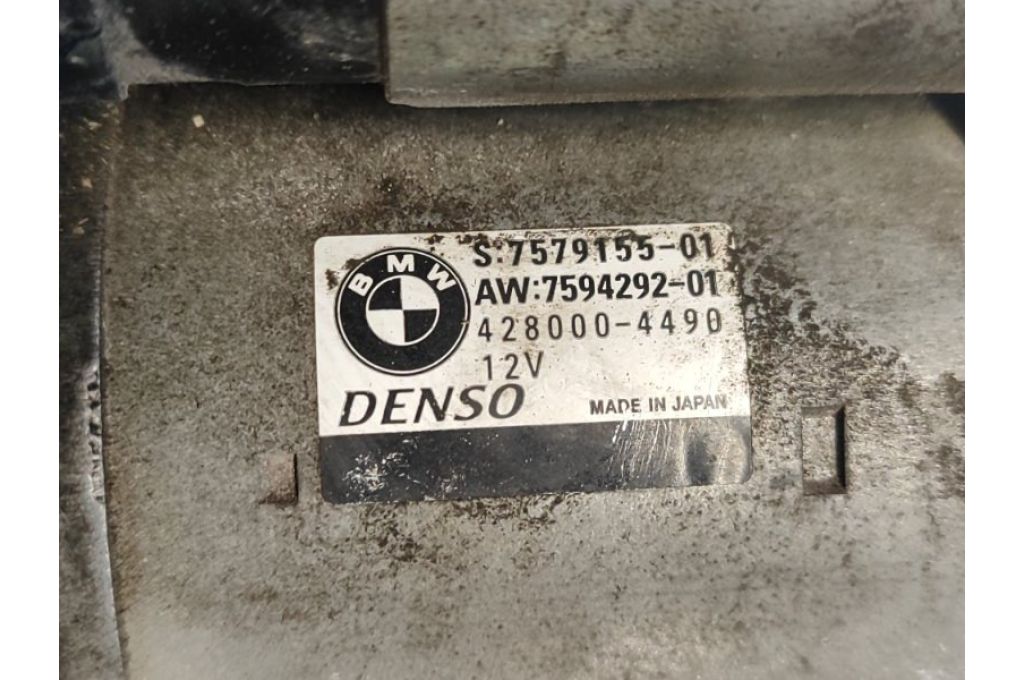 BMW
S:7579155-01
AW:7594292-01
428000-4490
12V
DENSO
MADE IN JAPAN